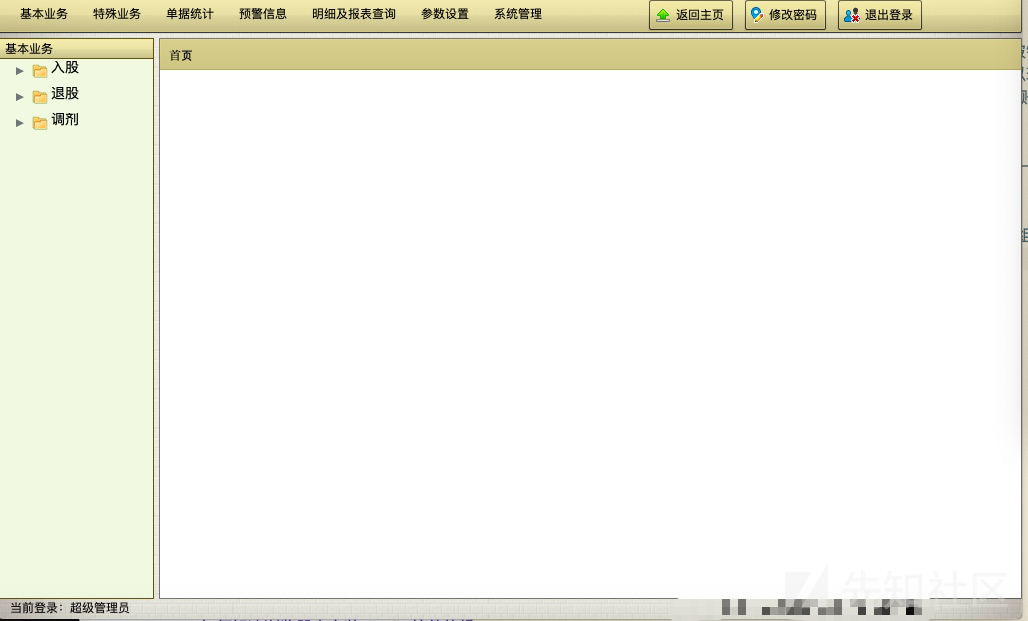 基本业务 特殊业务 单据统计 预警信息 明细及报表查询 参数设置 系统管理 返回主页 修改密码 退出登录
基本业务
首页
入股
退股
调剂
当前登录：超级管理员
先知社区